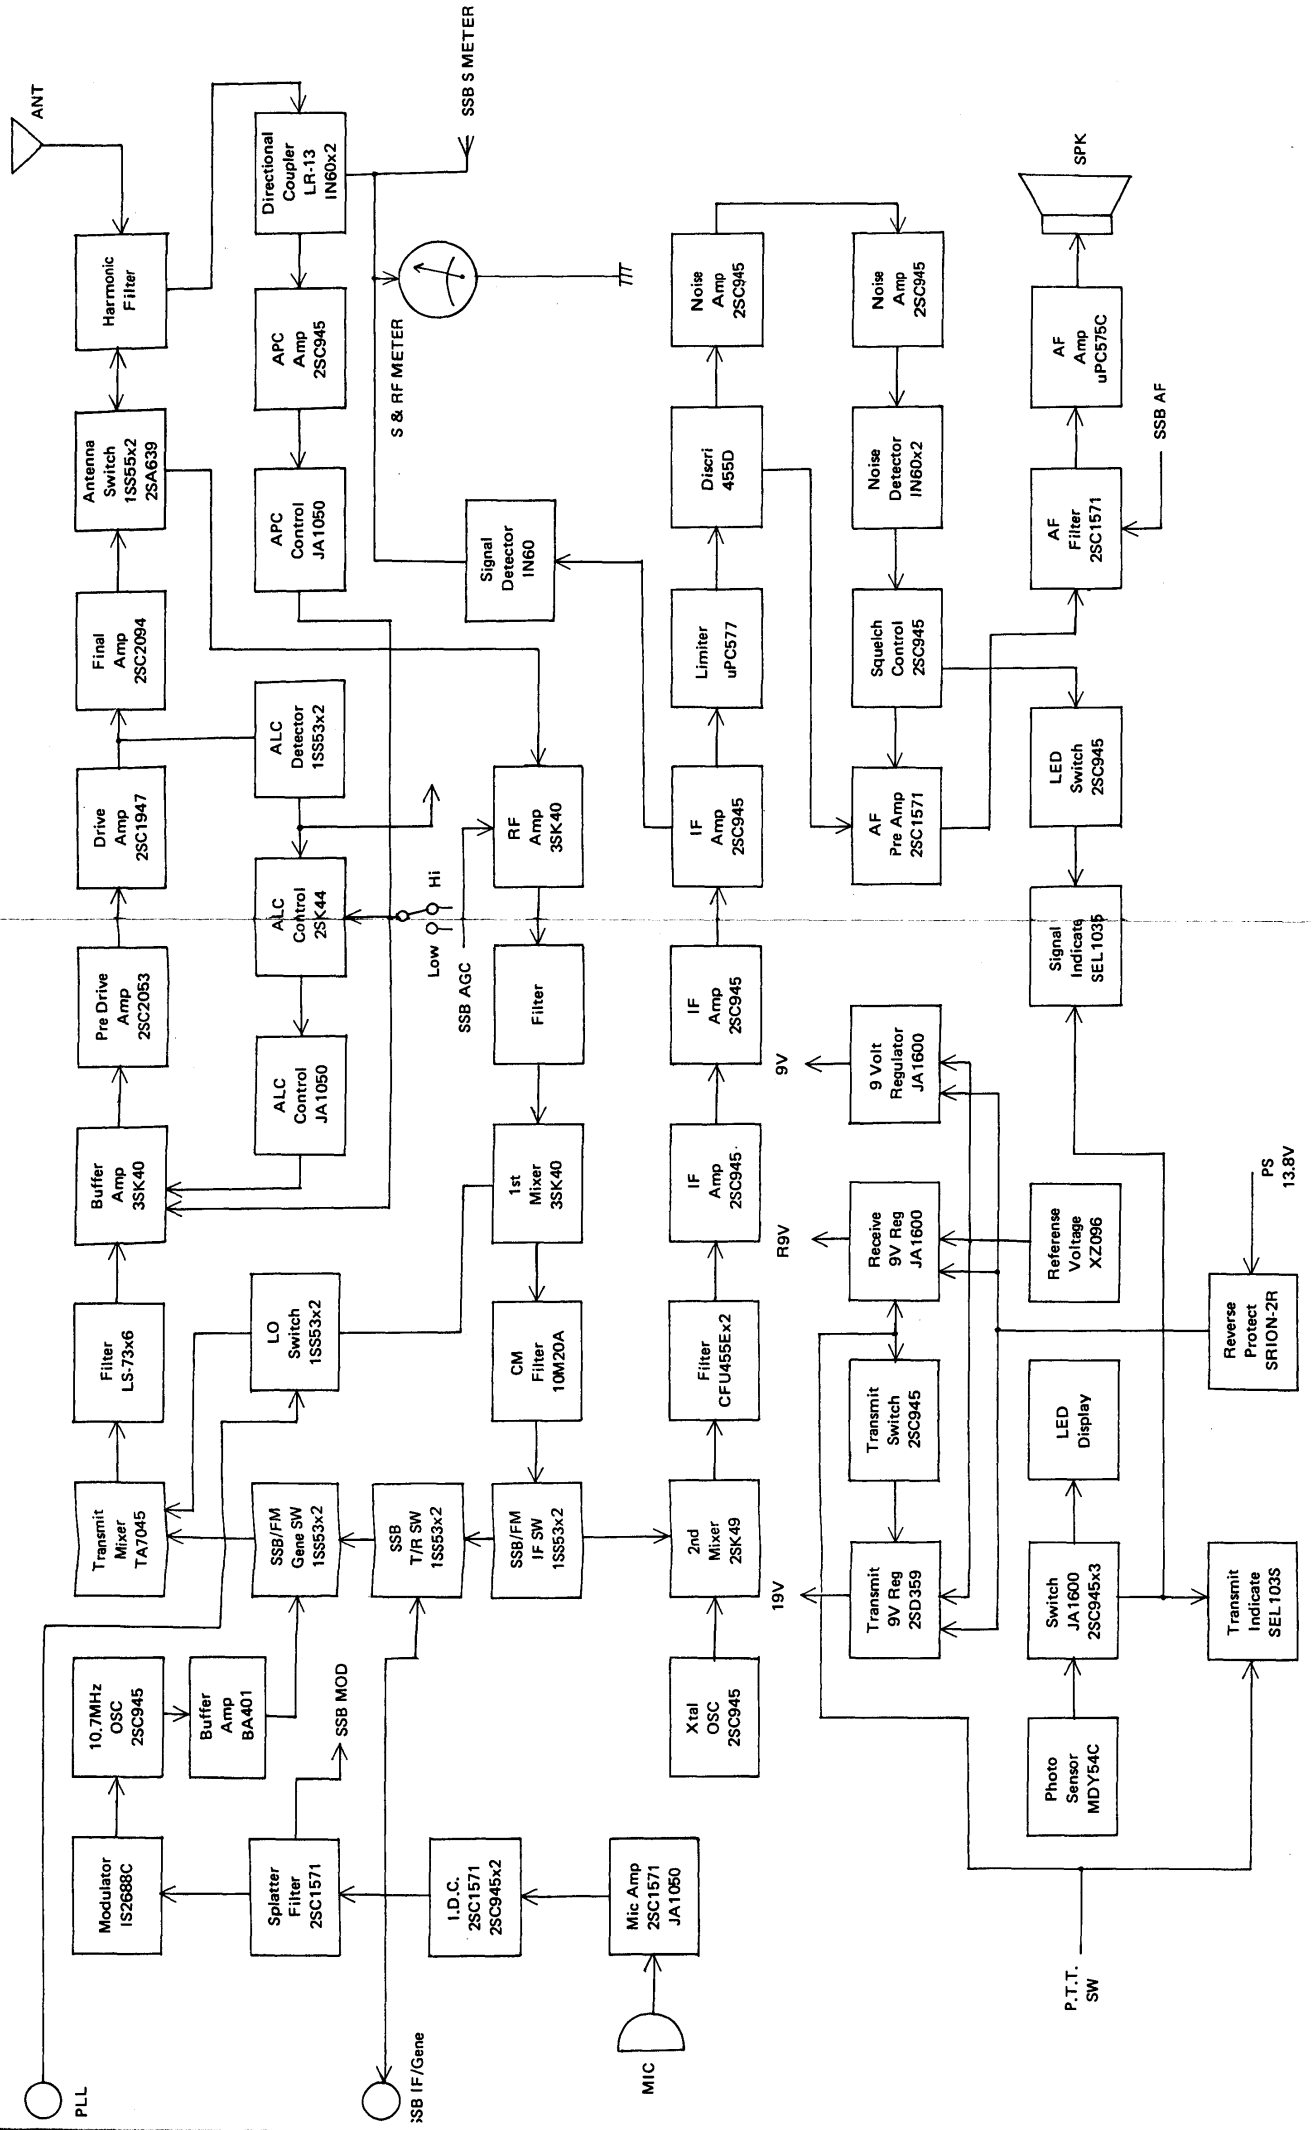 PLL
Modulator
IS2688C
10.7MHz
OSC
2SC945
Transmit
Mixer
TA7045
Filter
LS-73x6
Buffer
Amp
3SK40
Pre Drive
Amp
2SC2053
Drive
Amp
2SC1947
Final
Amp
2SC2094
Antenna
Switch
1SS55x2
2SA639
Harmonic
Filter
ANT
Buffer
Amp
BA401
Splatter
Filter
2SC1571
SSB MOD
SSB/FM
Gene SW
1SS53x2
LO
Switch
1SS53x2
ALC
Control
JA1050
ALC
Control
2SK44
ALC
Detector
1SS53x2
APC
Control
JA1050
APC
Amp
2SC945
Directional
Coupler
LR-13
IN60x2
SSB IF/Gene
SSB
T/R SW
1SS53x2
Low
Hi
S & RF METER
SSB S METER
I.D.C.
2SC1571
2SC945x2
SSB/FM
IF SW
1SS53x2
CM
Filter
10M20A
1st
Mixer
3SK40
Filter
SSB AGC
RF
Amp
3SK40
Signal
Detector
IN60
MIC
Mic Amp
2SC1571
JA1050
Xtal
OSC
2SC945
2nd
Mixer
2SK49
Filter
CFU455Ex2
IF
Amp
2SC945
IF
Amp
2SC945
IF
Amp
2SC945
Limiter
uPC577
Discri
455D
Noise
Amp
2SC945
19V
R9V
9V
Transmit
9V Reg
2SD359
Transmit
Switch
2SC945
Receive
9V Reg
JA1600
9 Volt
Regulator
JA1600
AF
Pre Amp
2SC1571
Squelch
Control
2SC945
Noise
Detector
IN60x2
Noise
Amp
2SC945
P.T.T.
SW
Photo
Sensor
MDY54C
Switch
JA1600
2SC945x3
LED
Display
Referense
Voltage
XZ096
Signal
Indicate
SEL1035
LED
Switch
2SC945
AF
Filter
2SC1571
AF
Amp
uPC575C
SPK
SSB AF
Transmit
Indicate
SEL103S
Reverse
Protect
SRION-2R
PS
13.8V